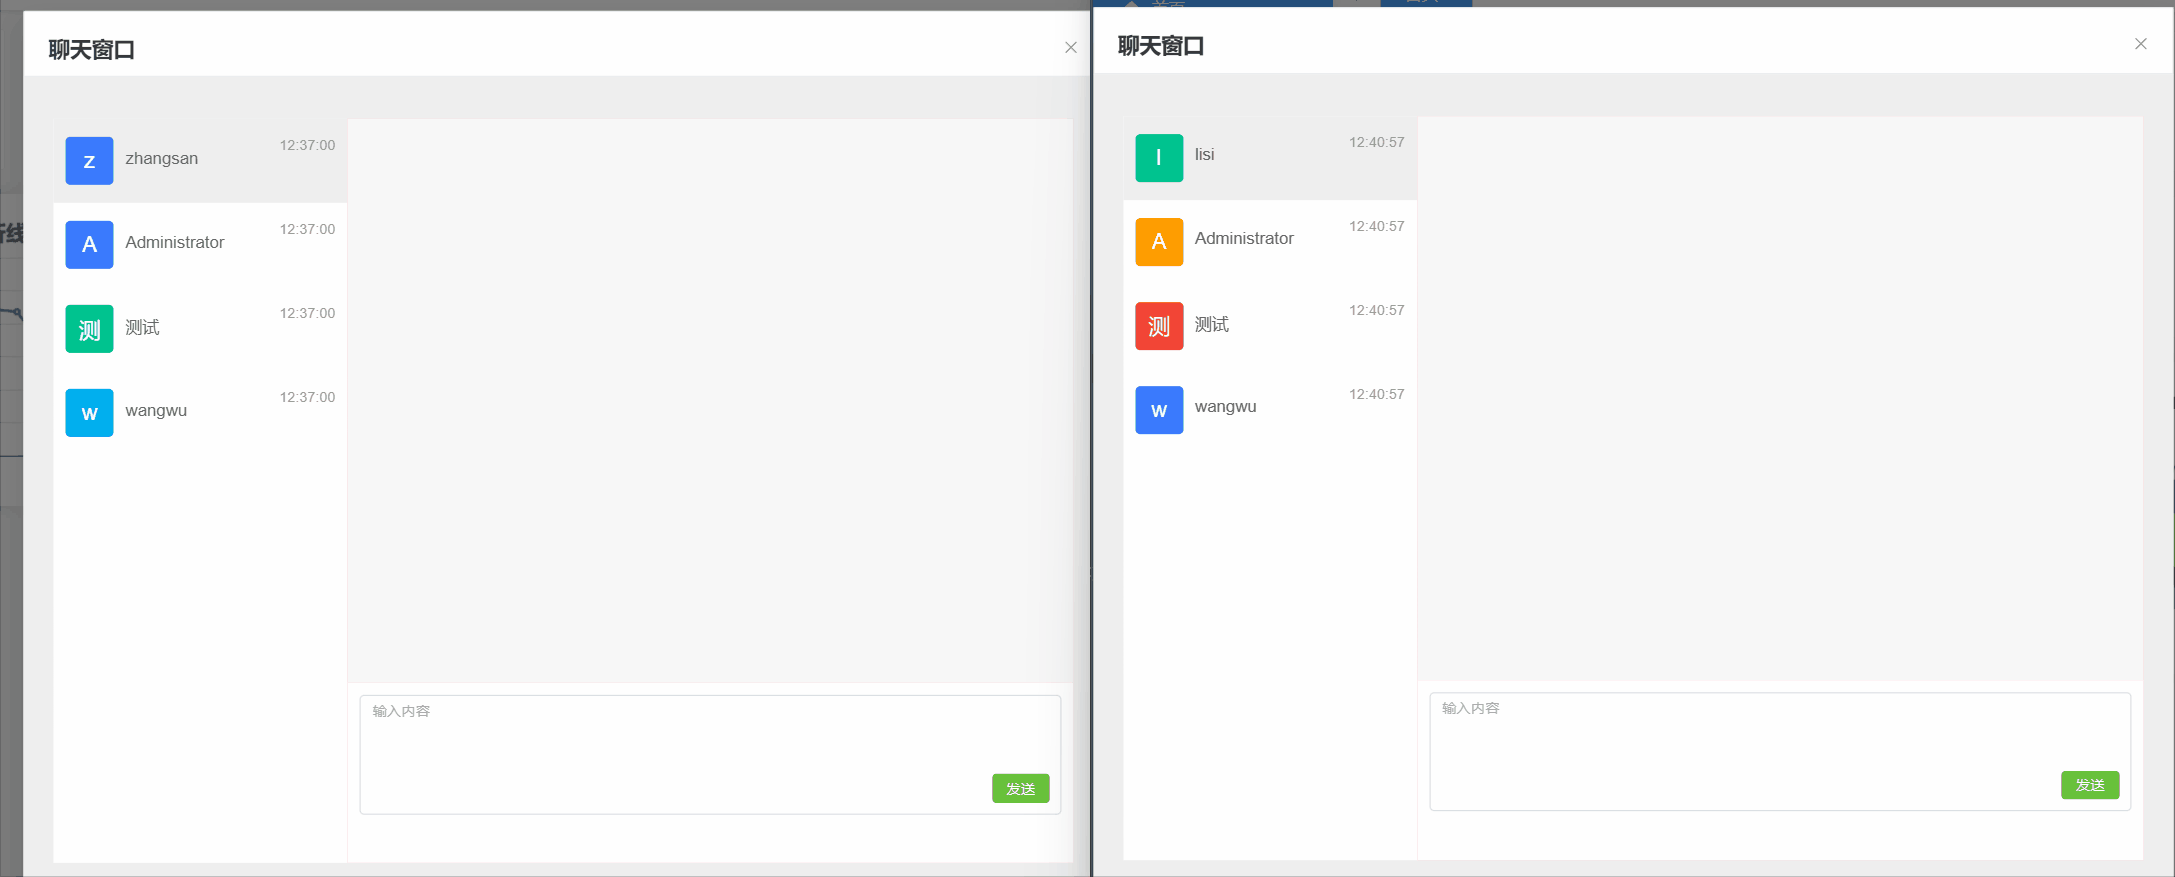 聊天窗口
z
zhangsan
12:37:00
A
Administrator
12:37:00
测
测试
12:37:00
w
wangwu
12:37:00
输入内容
发送
聊天窗口
l
lisi
12:40:57
A
Administrator
12:40:57
测
测试
12:40:57
w
wangwu
12:40:57
输入内容
发送